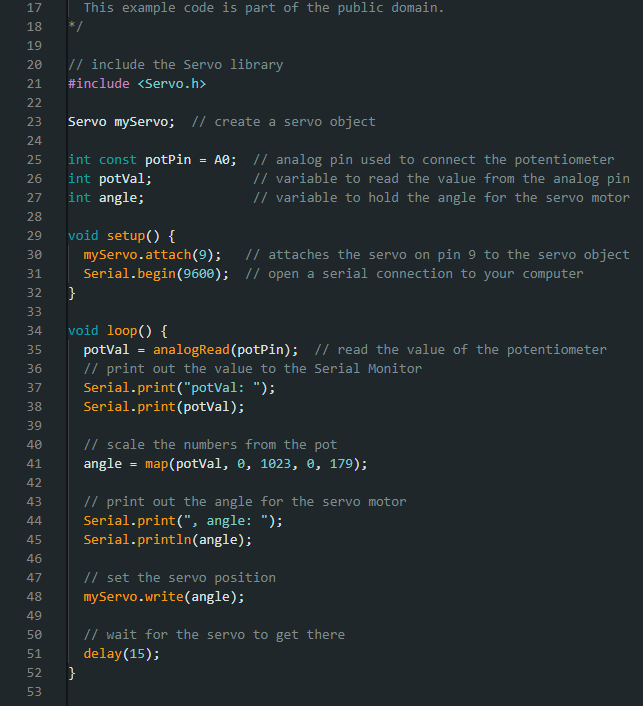 17    This example code is part of the public domain.
18  */
19
20  // include the Servo library
21  #include <Servo.h>
22
23  Servo myServo;  // create a servo object
24
25  int const potPin = A0;  // analog pin used to connect the potentiometer
26  int potVal;             // variable to read the value from the analog pin
27  int angle;              // variable to hold the angle for the servo motor
28
29  void setup() {
30    myServo.attach(9);   // attaches the servo on pin 9 to the servo object
31    Serial.begin(9600);  // open a serial connection to your computer
32  }
33
34  void loop() {
35    potVal = analogRead(potPin);  // read the value of the potentiometer
36    // print out the value to the Serial Monitor
37    Serial.print("potVal: ");
38    Serial.print(potVal);
39
40    // scale the numbers from the pot
41    angle = map(potVal, 0, 1023, 0, 179);
42
43    // print out the angle for the servo motor
44    Serial.print(", angle: ");
45    Serial.println(angle);
46
47    // set the servo position
48    myServo.write(angle);
49
50    // wait for the servo to get there
51    delay(15);
52  }
53